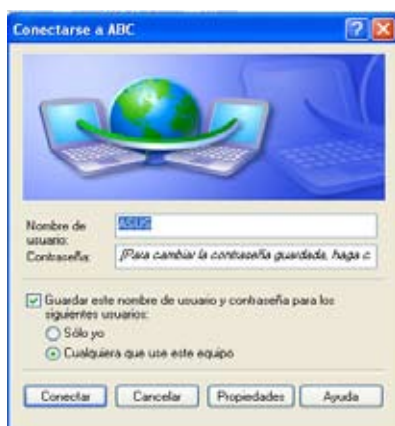 Conectarse a ABC
Nombre de
usuario:
ASUS
Contraseña:
[Para cambiar la contraseña guardada, haga c
Guardar este nombre de usuario y contraseña para los
siguientes usuarios:
Sólo yo
Cualquiera que use este equipo
Conectar
Cancelar
Propiedades
Ayuda